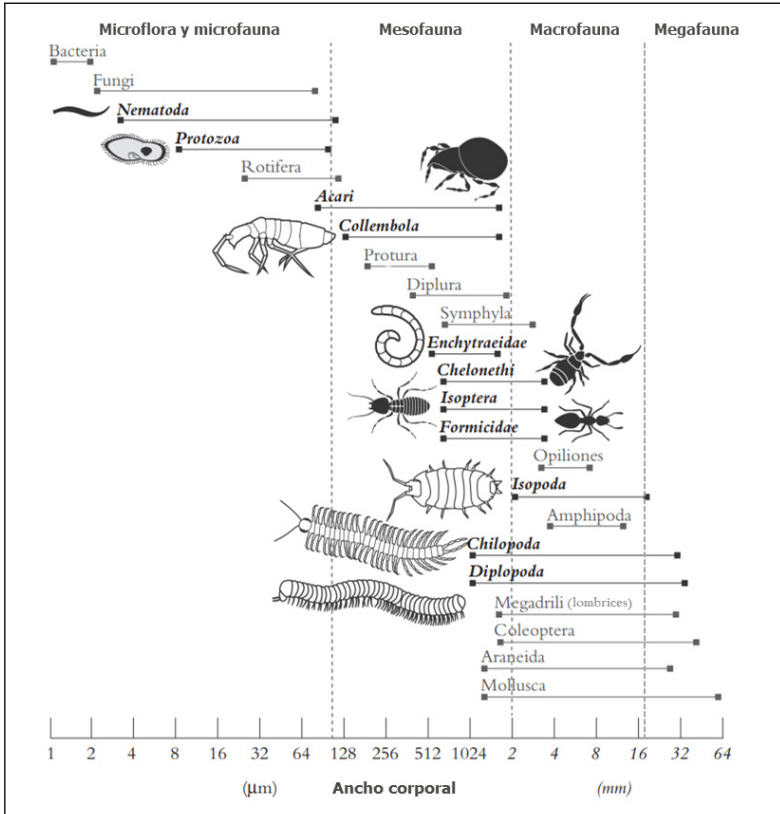 Microflora y microfauna Mesofauna Macrofauna Megafauna
Bacteria
Fungi
Nematoda
Protozoa
Rotifera
Acari
Collembola
Protura
Diplura
Symphyla
Enchytraeidae
Chelonethi
Isoptera
Formicidae
Opiliones
Isopoda
Amphipoda
Chilopoda
Diplopoda
Megadrili (lombrices)
Coleoptera
Araneida
Mollusca
1 2 4 8 16 32 64 128 256 512 1024 2 4 8 16 32 64
(μm) Ancho corporal (mm)